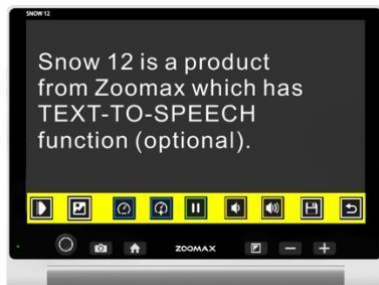 SNOW 12
Snow 12 is a product
from Zoomax which has
TEXT-TO-SPEECH
function (optional).
ZOOMAX